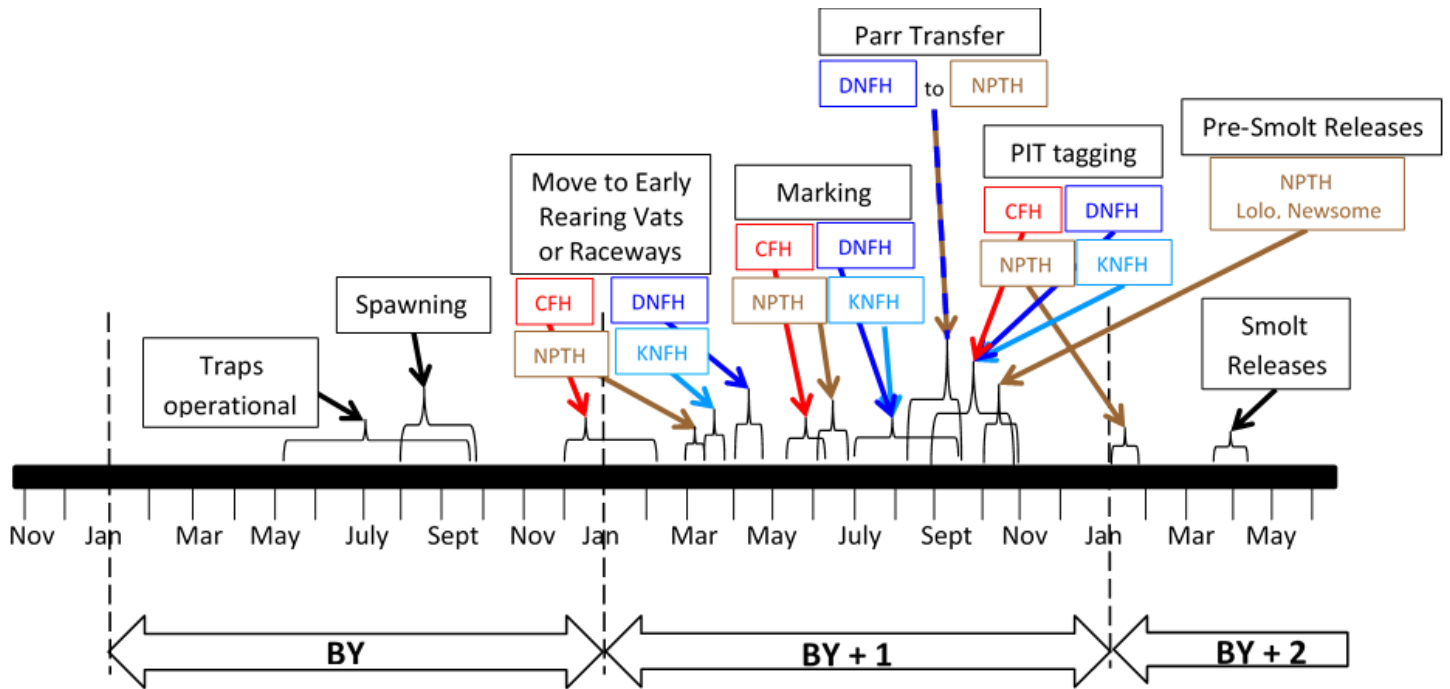 Parr Transfer
DNFH to NPTH
Pre-Smolt Releases
NPTH
Lolo, Newsome
PIT tagging
CFH DNFH
NPTH KNFH
Move to Early
Rearing Vats
or Raceways
CFH DNFH
NPTH KNFH
Marking
CFH DNFH
NPTH KNFH
Spawning
Traps
operational
Smolt
Releases
Nov Jan Mar May July Sept Nov Jan Mar May July Sept Nov Jan Mar May
BY BY + 1 BY + 2